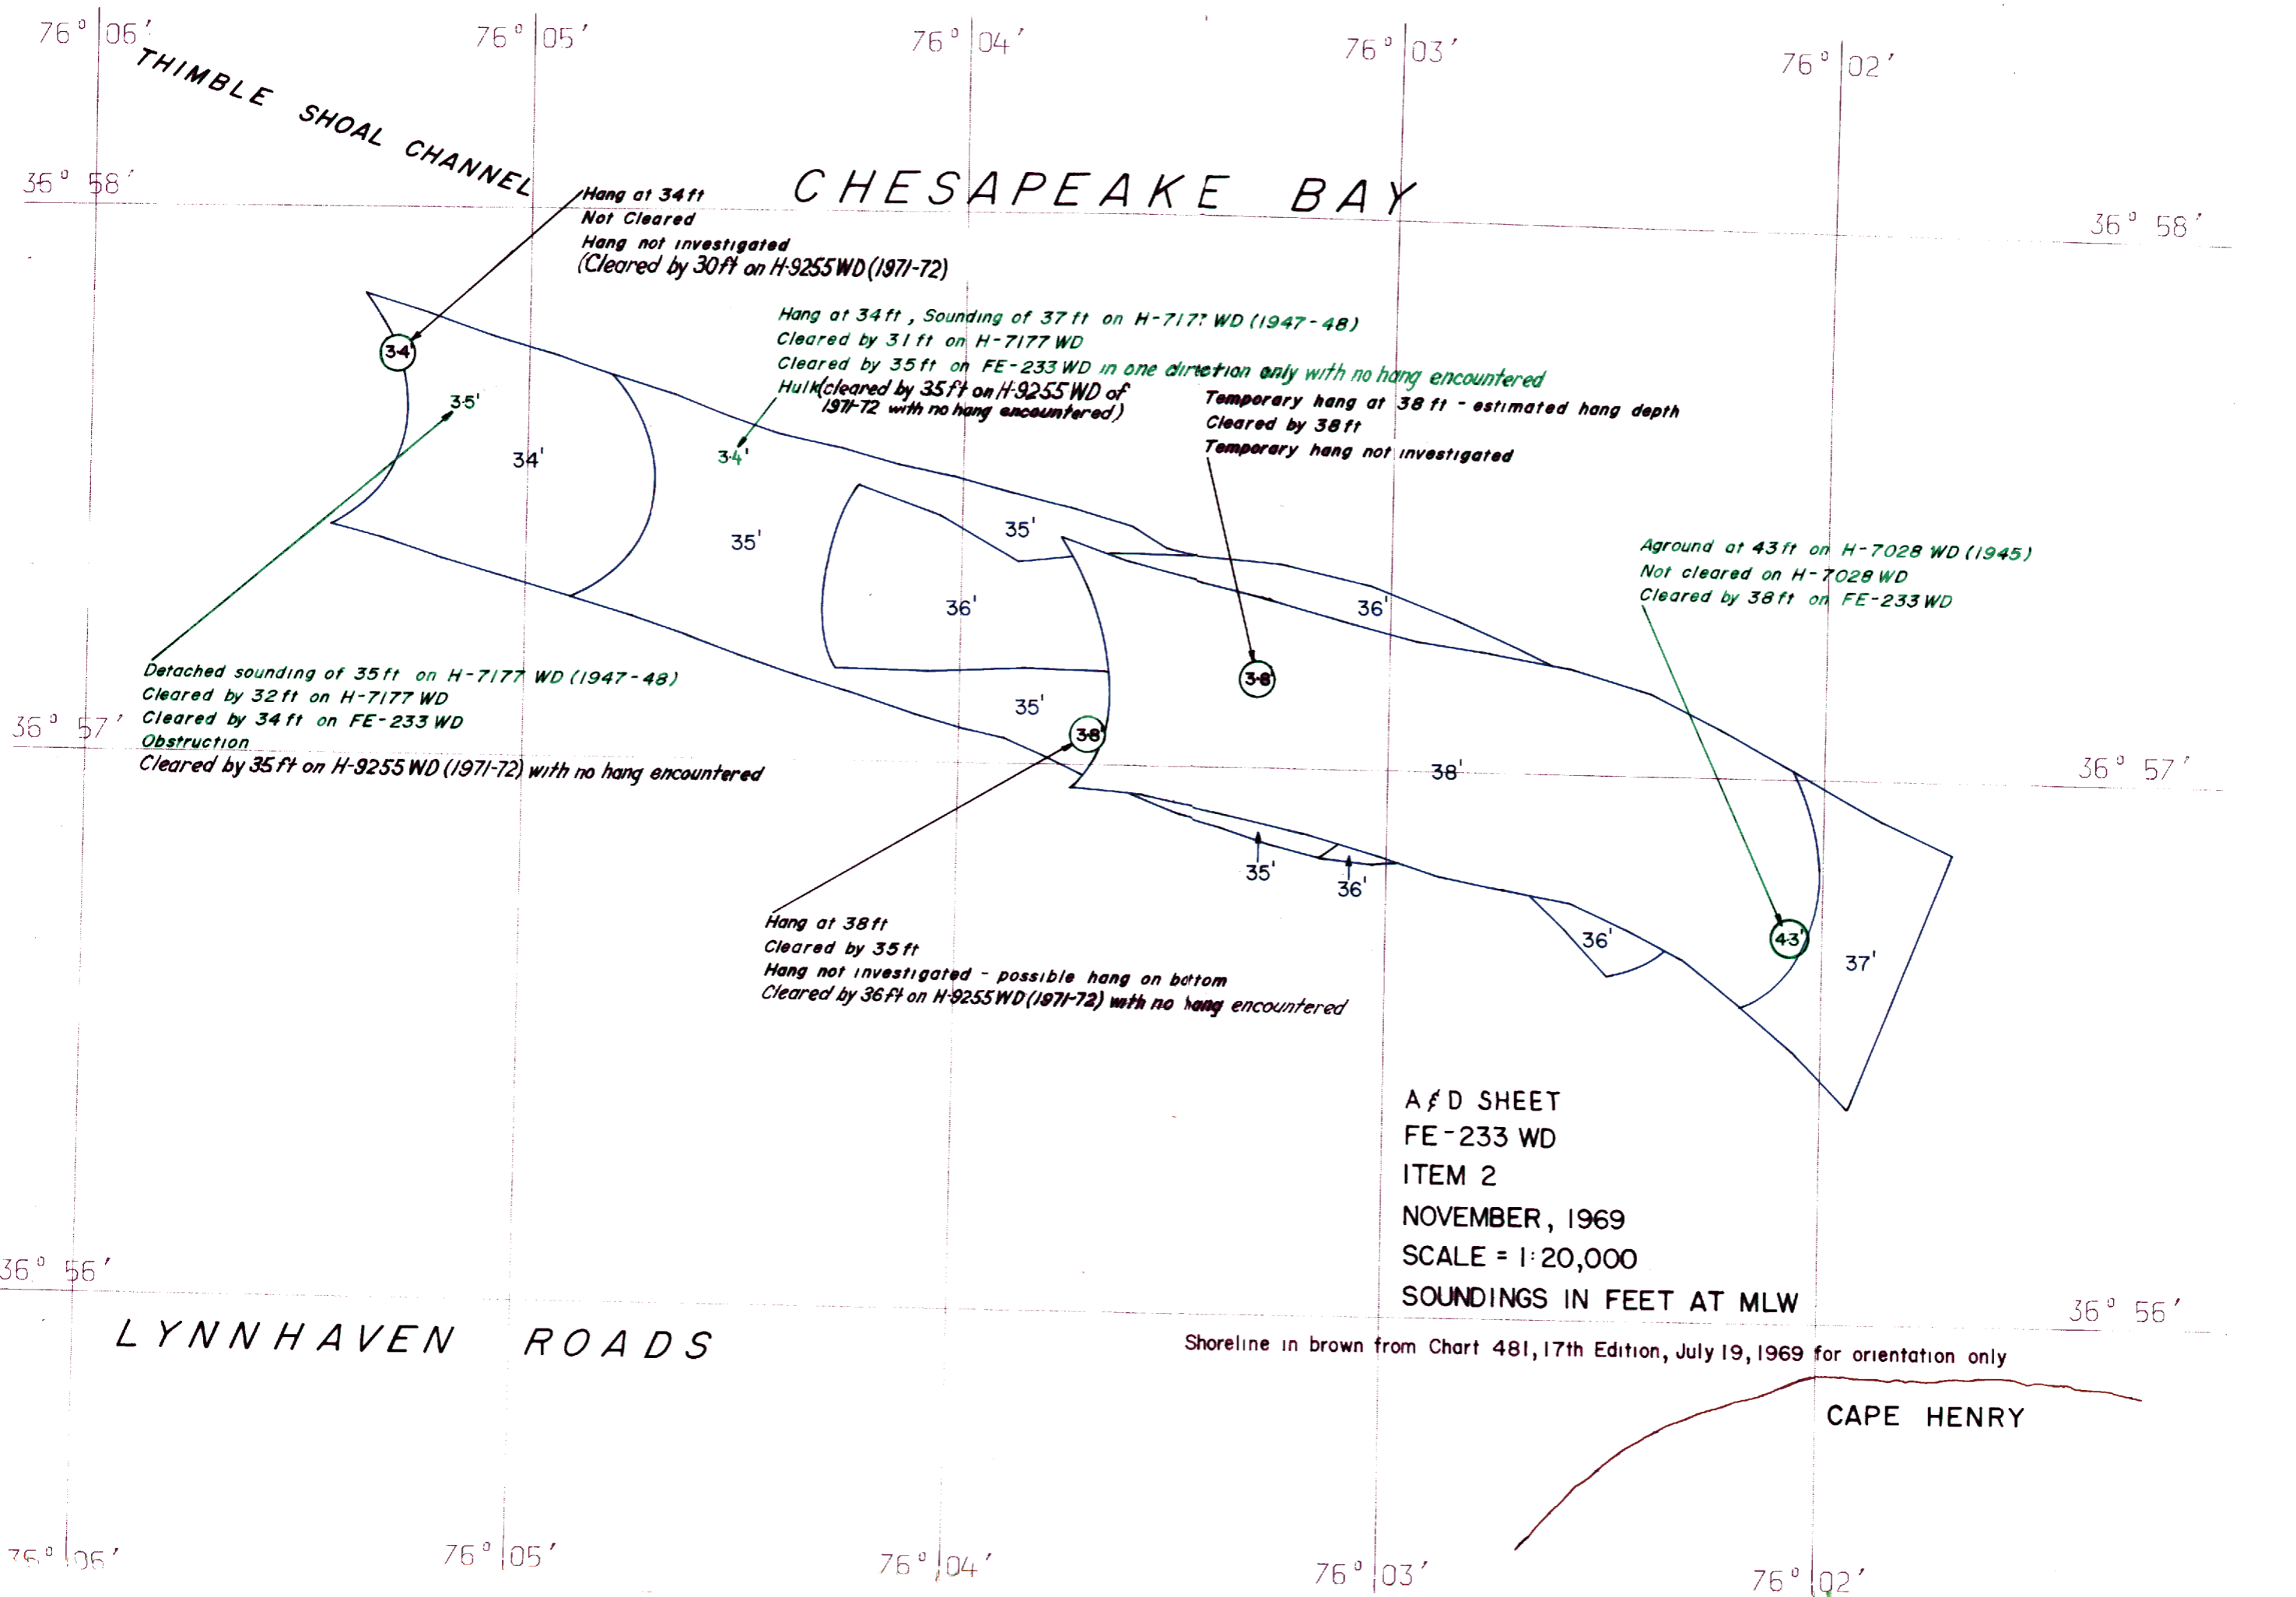 76° 06′
76° 05′
76° 04′
76° 03′
76° 02′
THIMBLE SHOAL CHANNEL
36° 58′
CHESAPEAKE BAY
36° 58′
Hang at 34 ft
Not Cleared
Hang not investigated
(Cleared by 30 ft on H-9255 WD (1971-72)
34'
Hang at 34 ft , Sounding of 37 ft on H-7177 WD (1947-48)
Cleared by 31 ft on H-7177 WD
Cleared by 35 ft on FE-233 WD in one direction only with no hang encountered
Hulk (cleared by 35 ft on H-9255 WD of
1971-72 with no hang encountered)
34'
Temporary hang at 38 ft - estimated hang depth
Cleared by 38 ft
Temporary hang not investigated
35'
34'
35'
35'
36'
36'
35'
38'
38'
Aground at 43 ft on H-7028 WD (1945)
Not cleared on H-7028 WD
Cleared by 38 ft on FE-233 WD
Detached sounding of 35 ft on H-7177 WD (1947-48)
Cleared by 32 ft on H-7177 WD
Cleared by 34 ft on FE-233 WD
Obstruction
Cleared by 35 ft on H-9255 WD (1971-72) with no hang encountered
36° 57′
38'
36° 57′
35'
36'
36'
43'
37'
Hang at 38 ft
Cleared by 35 ft
Hang not investigated - possible hang on bottom
Cleared by 36 ft on H-9255 WD (1971-72) with no hang encountered
A & D SHEET
FE-233 WD
ITEM 2
NOVEMBER, 1969
SCALE = 1:20,000
SOUNDINGS IN FEET AT MLW
36° 56′
36° 56′
LYNNHAVEN ROADS
Shoreline in brown from Chart 481, 17th Edition, July 19, 1969 for orientation only
CAPE HENRY
76° 06′
76° 05′
76° 04′
76° 03′
76° 02′